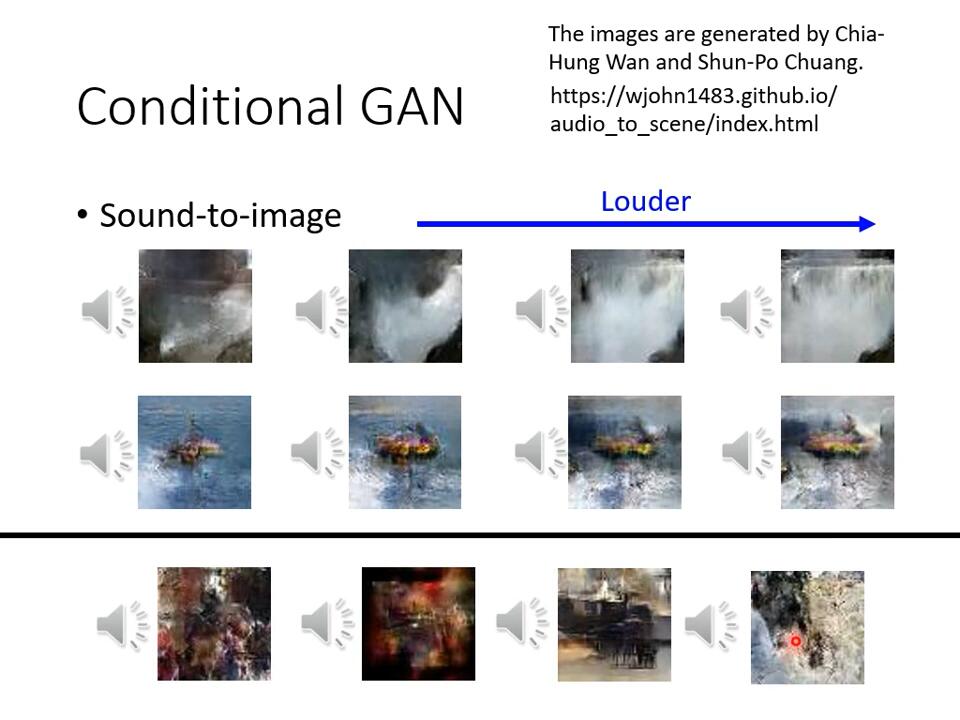 The images are generated by Chia-
Hung Wan and Shun-Po Chuang.
https://wjohn1483.github.io/
audio_to_scene/index.html
Conditional GAN
• Sound-to-image
Louder